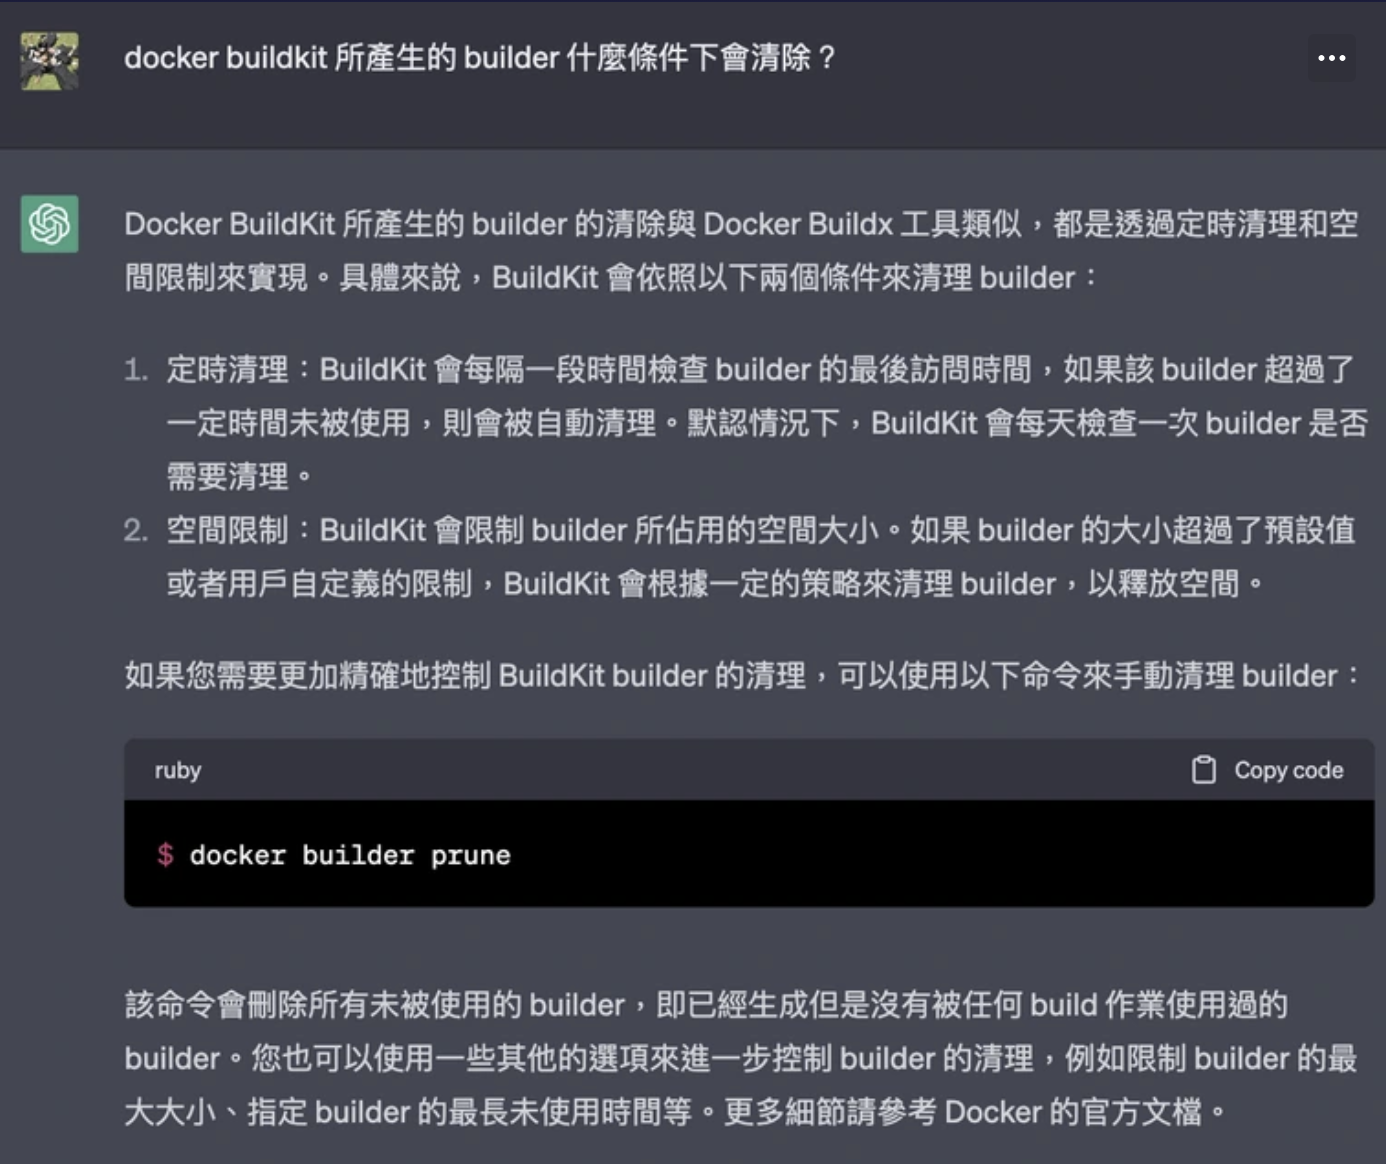 docker buildkit 所產生的 builder 什麼條件下會清除？
Docker BuildKit 所產生的 builder 的清除與 Docker Buildx 工具類似，都是透過定時清理和空
間限制來實現。具體來說，BuildKit 會依照以下兩個條件來清理 builder：
1. 定時清理：BuildKit 會每隔一段時間檢查 builder 的最後訪問時間，如果該 builder 超過了
一定時間未被使用，則會被自動清理。默認情況下，BuildKit 會每天檢查一次 builder 是否
需要清理。
2. 空間限制：BuildKit 會限制 builder 所佔用的空間大小。如果 builder 的大小超過了預設值
或者用戶自定義的限制，BuildKit 會根據一定的策略來清理 builder，以釋放空間。
如果您需要更加精確地控制 BuildKit builder 的清理，可以使用以下命令來手動清理 builder：
ruby
Copy code
$ docker builder prune
該命令會刪除所有未被使用的 builder，即已經生成但是沒有被任何 build 作業使用過的
builder。您也可以使用一些其他的選項來進一步控制 builder 的清理，例如限制 builder 的最
大大小、指定 builder 的最長未使用時間等。更多細節請參考 Docker 的官方文檔。